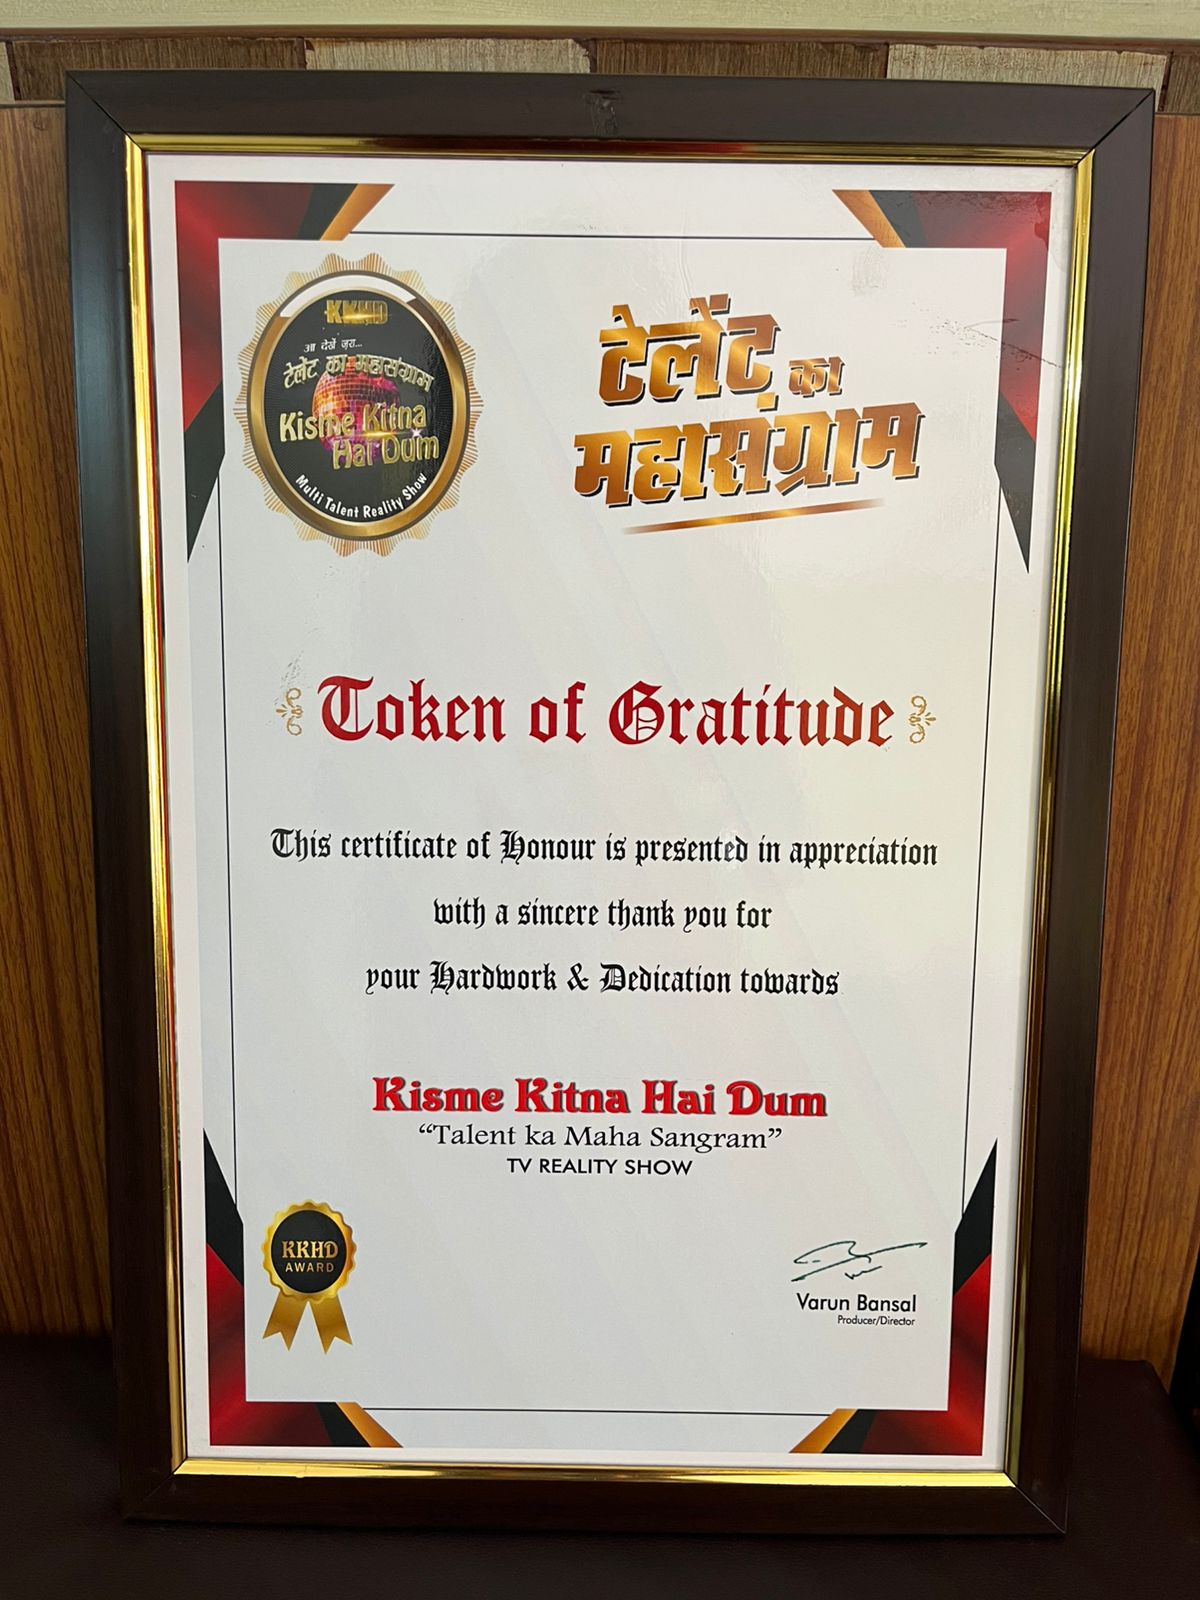 KKHD
आ देखें ज़रा...
टेलेंट का महासंग्राम
Kisme Kitna
Hai Dum
Multi Talent Reality Show
टेलेंट का
महासंग्राम
Token of Gratitude
This certificate of Honour is presented in appreciation
with a sincere thank you for
your Hardwork & Dedication towards
Kisme Kitna Hai Dum
“Talent ka Maha Sangram”
TV REALITY SHOW
KKHD
AWARD
Varun Bansal
Producer/Director